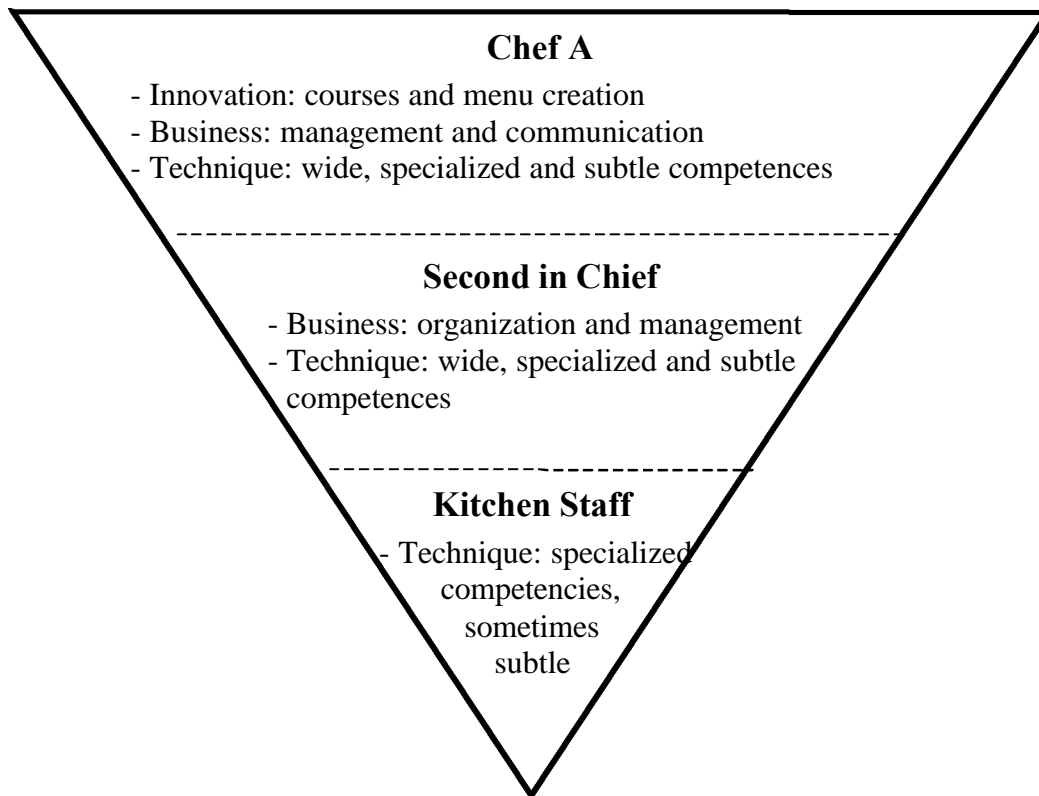 Chef A
- Innovation: courses and menu creation
- Business: management and communication
- Technique: wide, specialized and subtle competences
Second in Chief
- Business: organization and management
- Technique: wide, specialized and subtle
competences
Kitchen Staff
- Technique: specialized
competencies,
sometimes
subtle